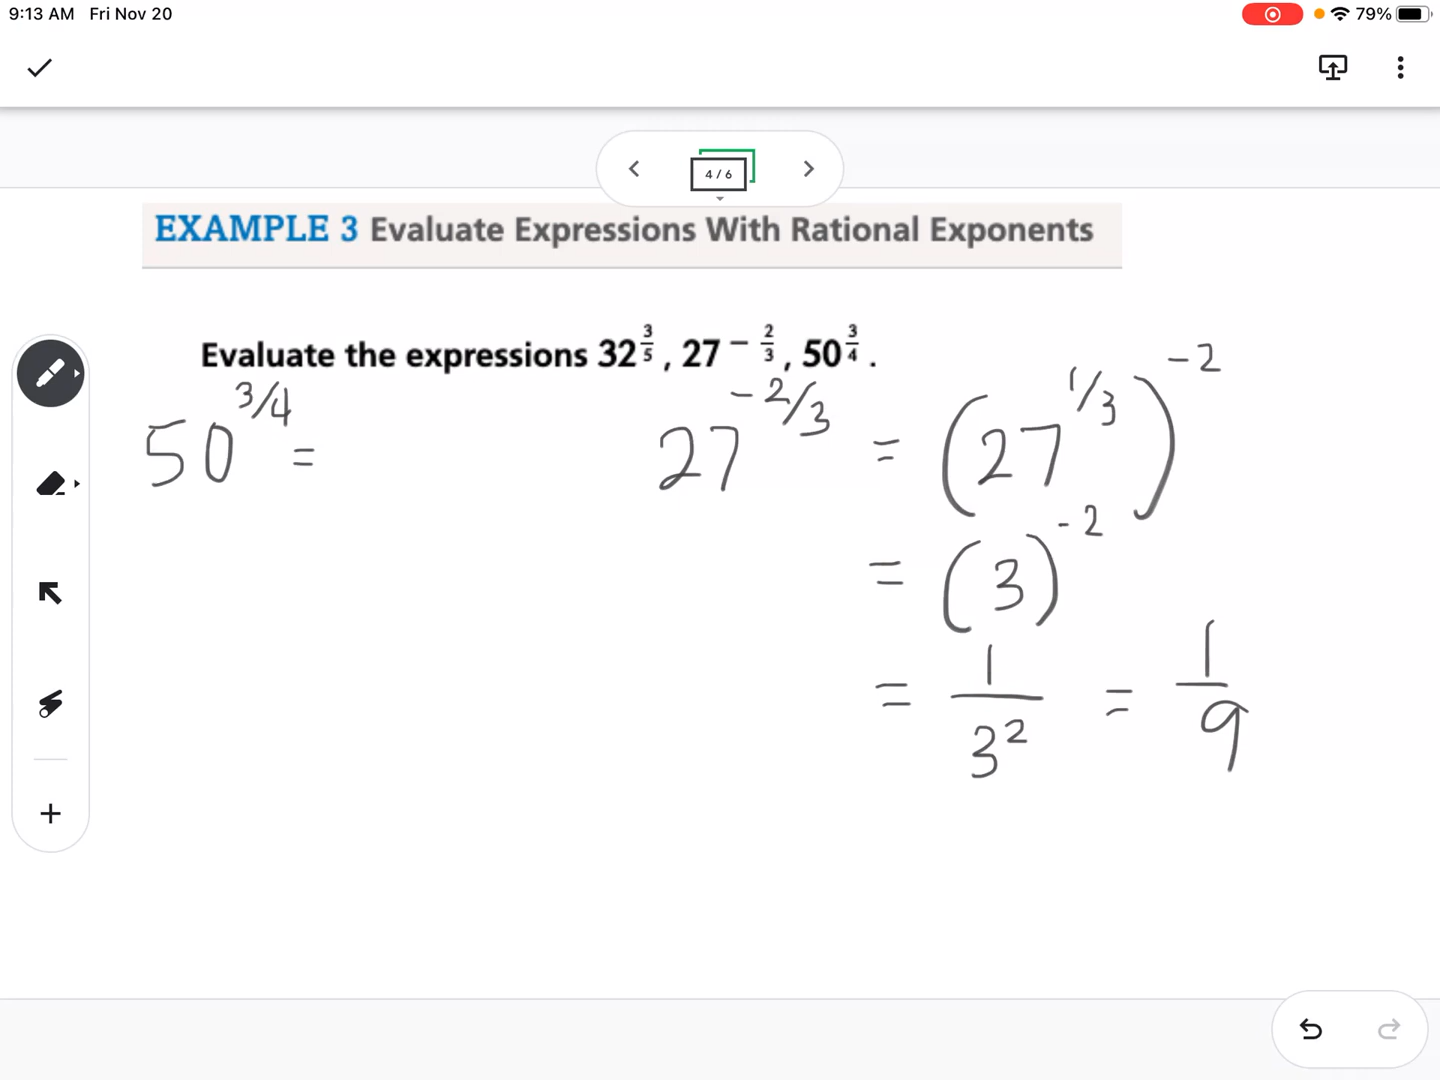 9:13 AM Fri Nov 20
79%
4 / 6
EXAMPLE 3 Evaluate Expressions With Rational Exponents
Evaluate the expressions 32^(3/5), 27^(−2/3), 50^(3/4).
50^(3/4) =
27^(-2/3) = (27^(1/3))^(-2)
= (3)^(-2)
= 1/3² = 1/9